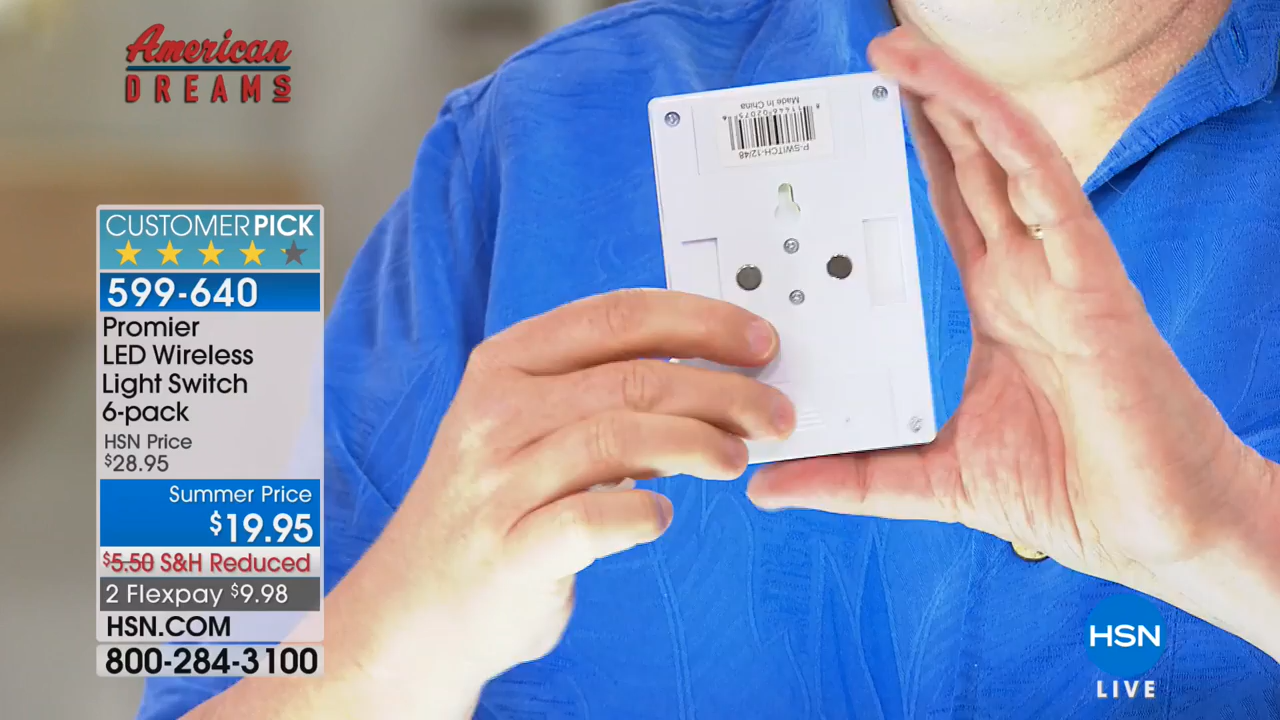 American
DREAMS
CUSTOMER PICK
599-640
Promier
LED Wireless
Light Switch
6-pack
HSN Price
$28.95
Summer Price
$19.95
$5.50 S&H Reduced
2 Flexpay $9.98
HSN.COM
800-284-3100
P-SWITCH-12/48
Made In China
HSN
LIVE